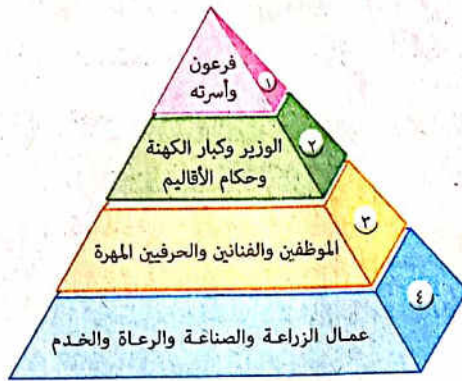 فرعون
وأسرته
١
الوزير وكبار الكهنة
وحكام الأقاليم
٢
الموظفين والفنانين والحرفيين المهرة
٣
عمال الزراعة والصناعة والرعاة والخدم
٤